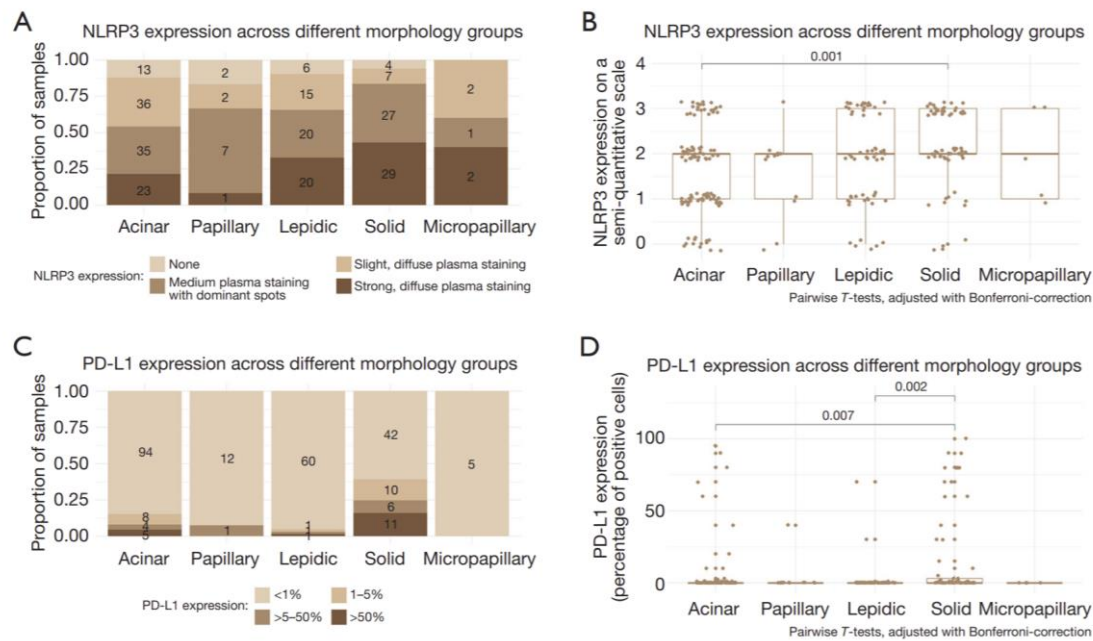 A
NLRP3 expression across different morphology groups
Proportion of samples
1.00
0.75
0.50
0.25
0.00
13
36
35
23
2
2
7
1
6
15
20
20
4
7
27
29
2
1
2
Acinar Papillary Lepidic Solid Micropapillary
NLRP3 expression:
None
Slight, diffuse plasma staining
Medium plasma staining
with dominant spots
Strong, diffuse plasma staining
B
NLRP3 expression across different morphology groups
NLRP3 expression on a
semi-quantitative scale
4
3
2
1
0
0.001
Acinar Papillary Lepidic Solid Micropapillary
Pairwise T-tests, adjusted with Bonferroni-correction
C
PD-L1 expression across different morphology groups
Proportion of samples
1.00
0.75
0.50
0.25
0.00
94
8
4
5
12
1
60
1
1
42
10
6
11
5
Acinar Papillary Lepidic Solid Micropapillary
PD-L1 expression:
<1%
1–5%
>5–50%
>50%
D
PD-L1 expression across different morphology groups
PD-L1 expression
(percentage of positive cells)
100
50
0
0.002
0.007
Acinar Papillary Lepidic Solid Micropapillary
Pairwise T-tests, adjusted with Bonferroni-correction